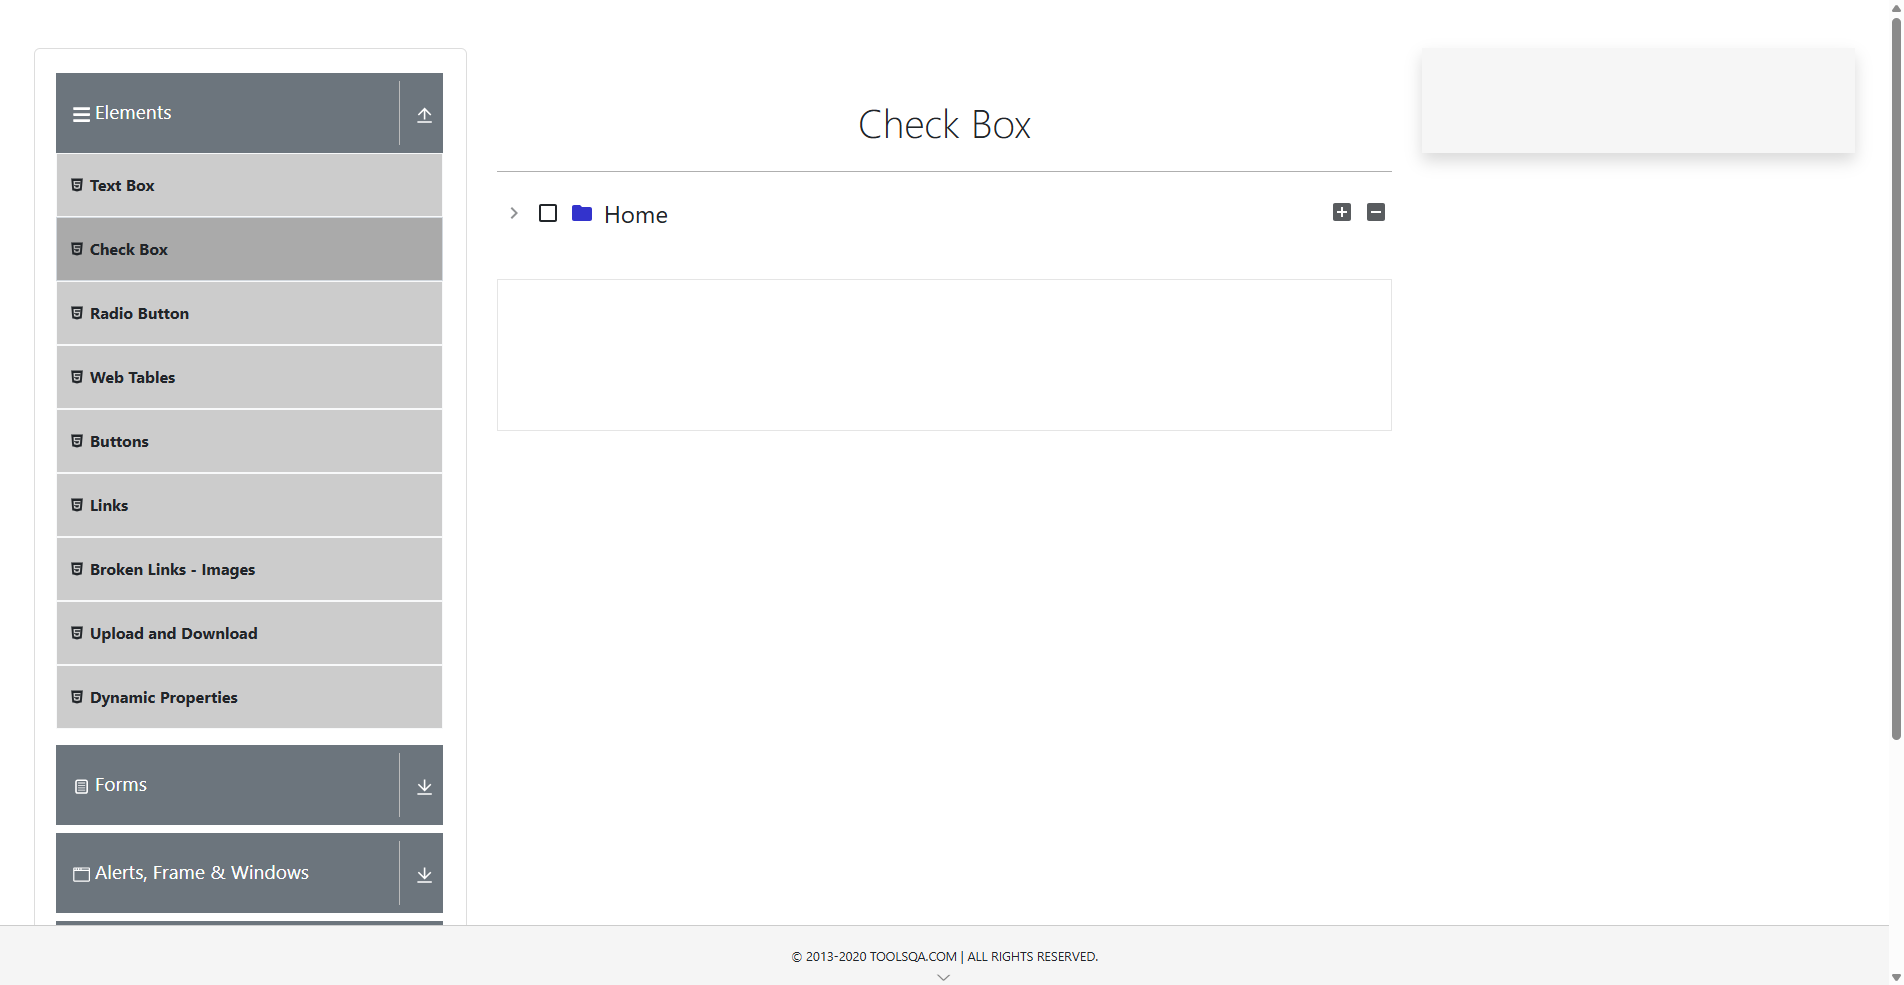 Elements
Text Box
Check Box
Radio Button
Web Tables
Buttons
Links
Broken Links - Images
Upload and Download
Dynamic Properties
Forms
Alerts, Frame & Windows
Check Box
Home
© 2013-2020 TOOLSQA.COM | ALL RIGHTS RESERVED.